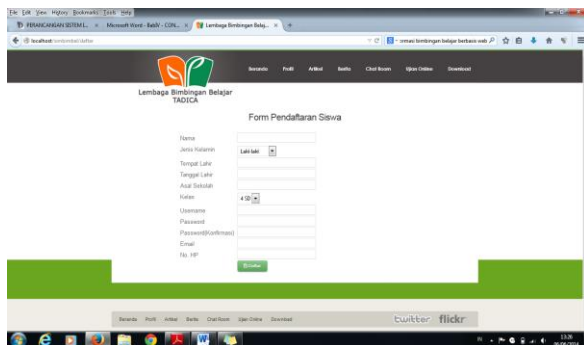 File Edit View History Bookmarks Tools Help
PERANCANGAN SISTEM I... × Microsoft Word - BabIV - CON... × Lembaga Bimbingan Belaj... × +
localhost/
Beranda Profil Artikel Berita Chat Room Ujian Online Download
Lembaga Bimbingan Belajar
TADICA
Form Pendaftaran Siswa
Nama
Jenis Kelamin Laki-laki
Tempat Lahir
Tanggal Lahir
Asal Sekolah
Kelas 4 SD
Username
Password
Password(Konfirmasi)
Email
No. HP
Daftar
Beranda Profil Artikel Berita Chat Room Ujian Online Download
twitter flickr
13:26